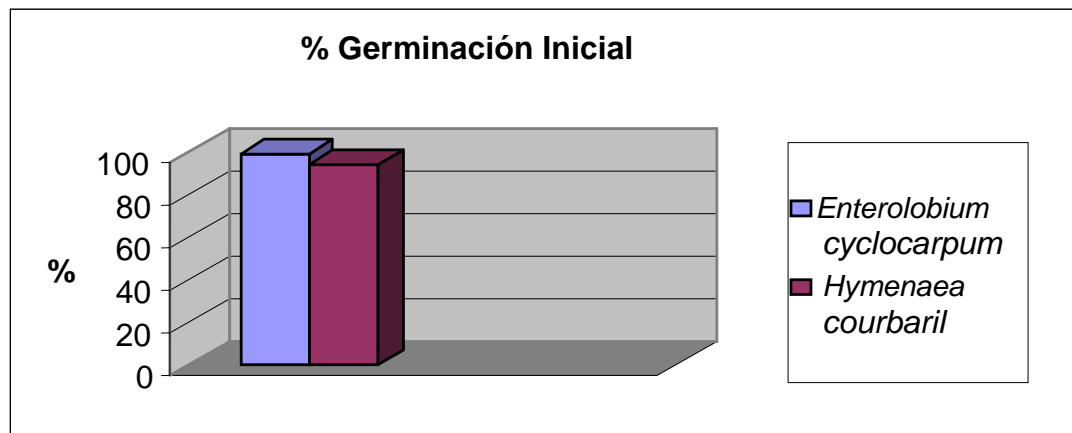 % Germinación Inicial
100
80
60
40
20
0
%
Enterolobium
cyclocarpum
Hymenaea
courbaril